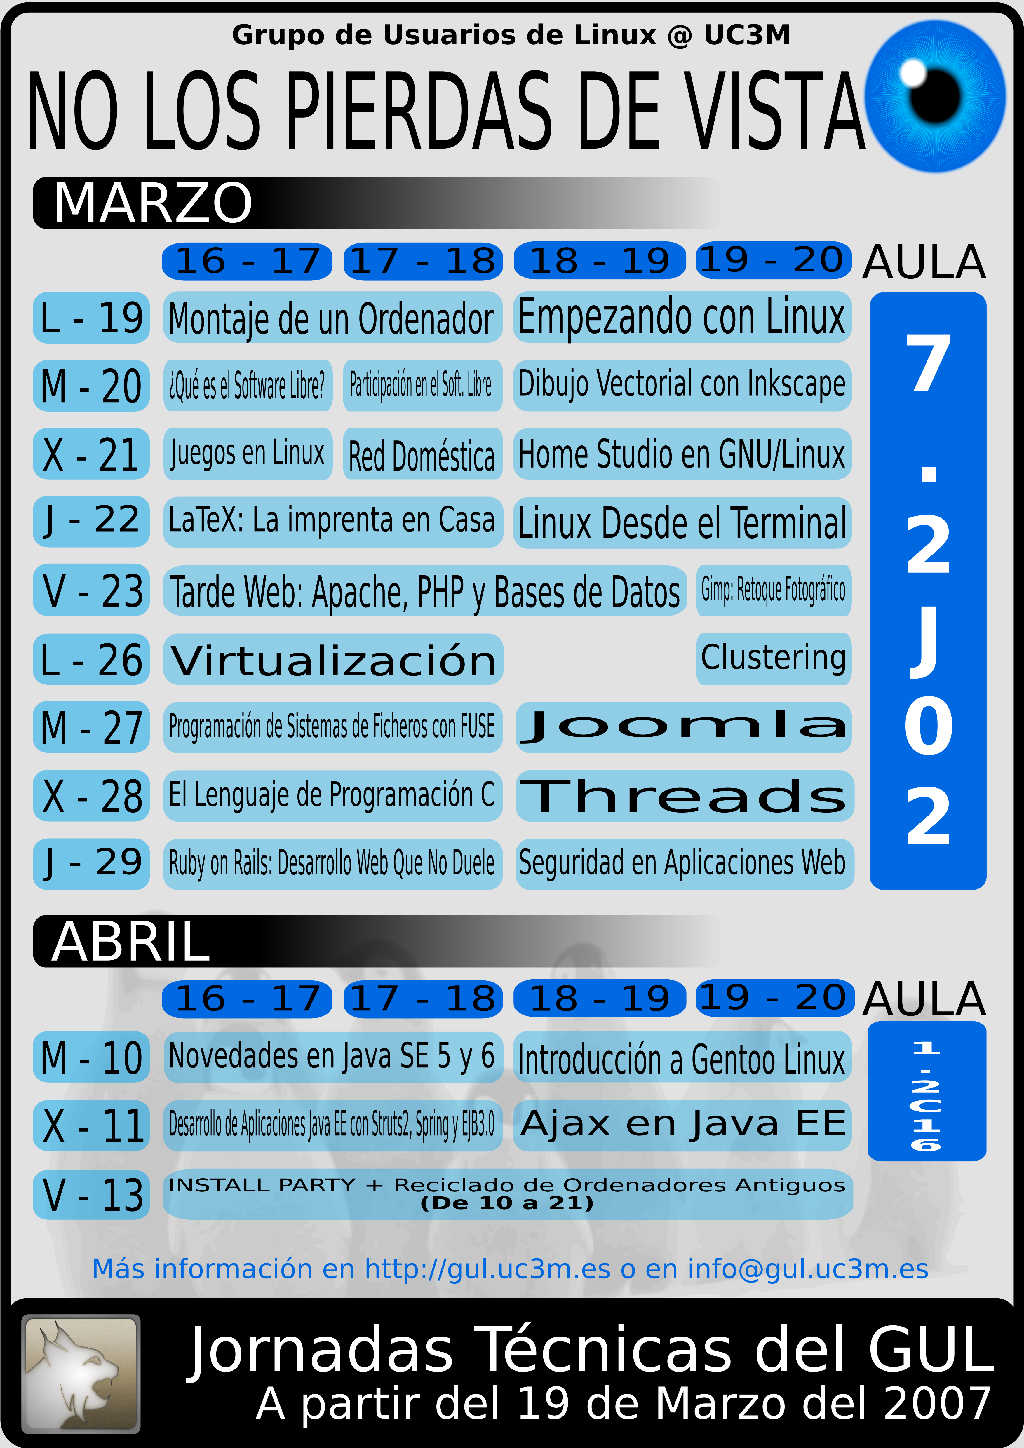 Grupo de Usuarios de Linux @ UC3M
NO LOS PIERDAS DE VISTA
MARZO
16 - 17 17 - 18 18 - 19 19 - 20 AULA
L - 19 Montaje de un Ordenador Empezando con Linux
M - 20 ¿Qué es el Software Libre? Participación en el Soft. Libre Dibujo Vectorial con Inkscape
X - 21 Juegos en Linux Red Doméstica Home Studio en GNU/Linux
J - 22 LaTeX: La imprenta en Casa Linux Desde el Terminal
V - 23 Tarde Web: Apache, PHP y Bases de Datos Gimp: Retoque Fotográfico
L - 26 Virtualización Clustering
M - 27 Programación de Sistemas de Ficheros con FUSE Joomla
X - 28 El Lenguaje de Programación C Threads
J - 29 Ruby on Rails: Desarrollo Web Que No Duele Seguridad en Aplicaciones Web
7.2J02
ABRIL
16 - 17 17 - 18 18 - 19 19 - 20 AULA
M - 10 Novedades en Java SE 5 y 6 Introducción a Gentoo Linux
X - 11 Desarrollo de Aplicaciones Java EE con Struts2, Spring y EJB3.0 Ajax en Java EE
V - 13 INSTALL PARTY + Reciclado de Ordenadores Antiguos
(De 10 a 21)
1.2C16
Más información en http://gul.uc3m.es o en info@gul.uc3m.es
Jornadas Técnicas del GUL
A partir del 19 de Marzo del 2007